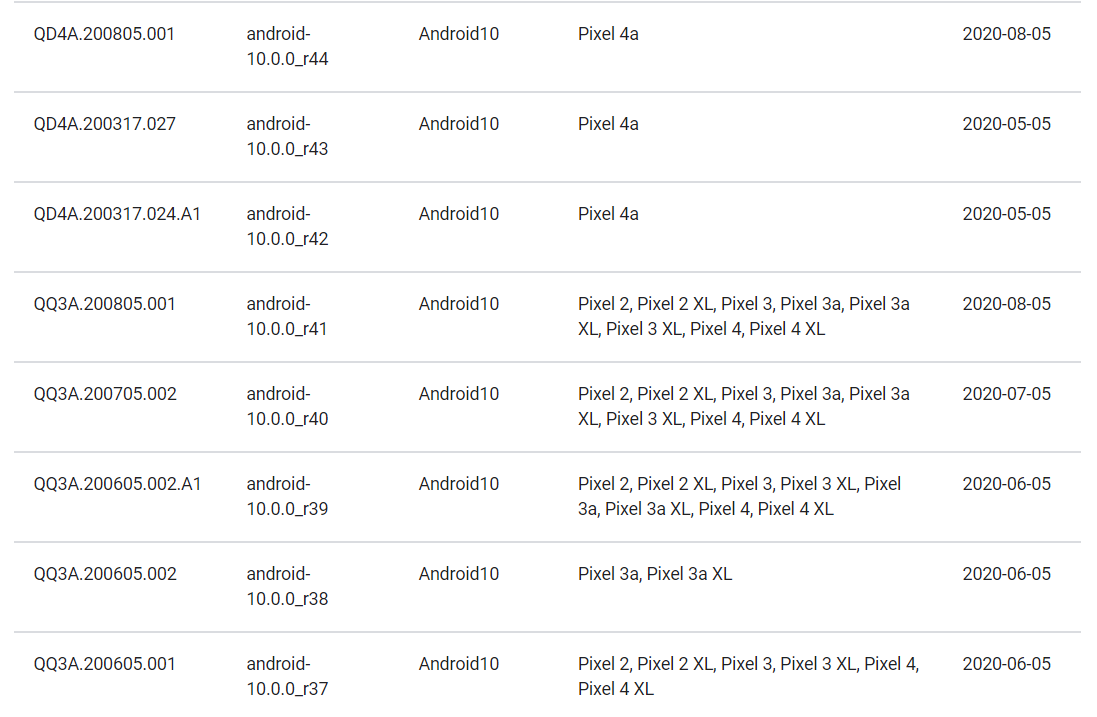 QD4A.200805.001 android- Android10 Pixel 4a 2020-08-05
10.0.0_r44
QD4A.200317.027 android- Android10 Pixel 4a 2020-05-05
10.0.0_r43
QD4A.200317.024.A1 android- Android10 Pixel 4a 2020-05-05
10.0.0_r42
QQ3A.200805.001 android- Android10 Pixel 2, Pixel 2 XL, Pixel 3, Pixel 3a, Pixel 3a 2020-08-05
10.0.0_r41 XL, Pixel 3 XL, Pixel 4, Pixel 4 XL
QQ3A.200705.002 android- Android10 Pixel 2, Pixel 2 XL, Pixel 3, Pixel 3a, Pixel 3a 2020-07-05
10.0.0_r40 XL, Pixel 3 XL, Pixel 4, Pixel 4 XL
QQ3A.200605.002.A1 android- Android10 Pixel 2, Pixel 2 XL, Pixel 3, Pixel 3 XL, Pixel 2020-06-05
10.0.0_r39 3a, Pixel 3a XL, Pixel 4, Pixel 4 XL
QQ3A.200605.002 android- Android10 Pixel 3a, Pixel 3a XL 2020-06-05
10.0.0_r38
QQ3A.200605.001 android- Android10 Pixel 2, Pixel 2 XL, Pixel 3, Pixel 3 XL, Pixel 4, 2020-06-05
10.0.0_r37 Pixel 4 XL